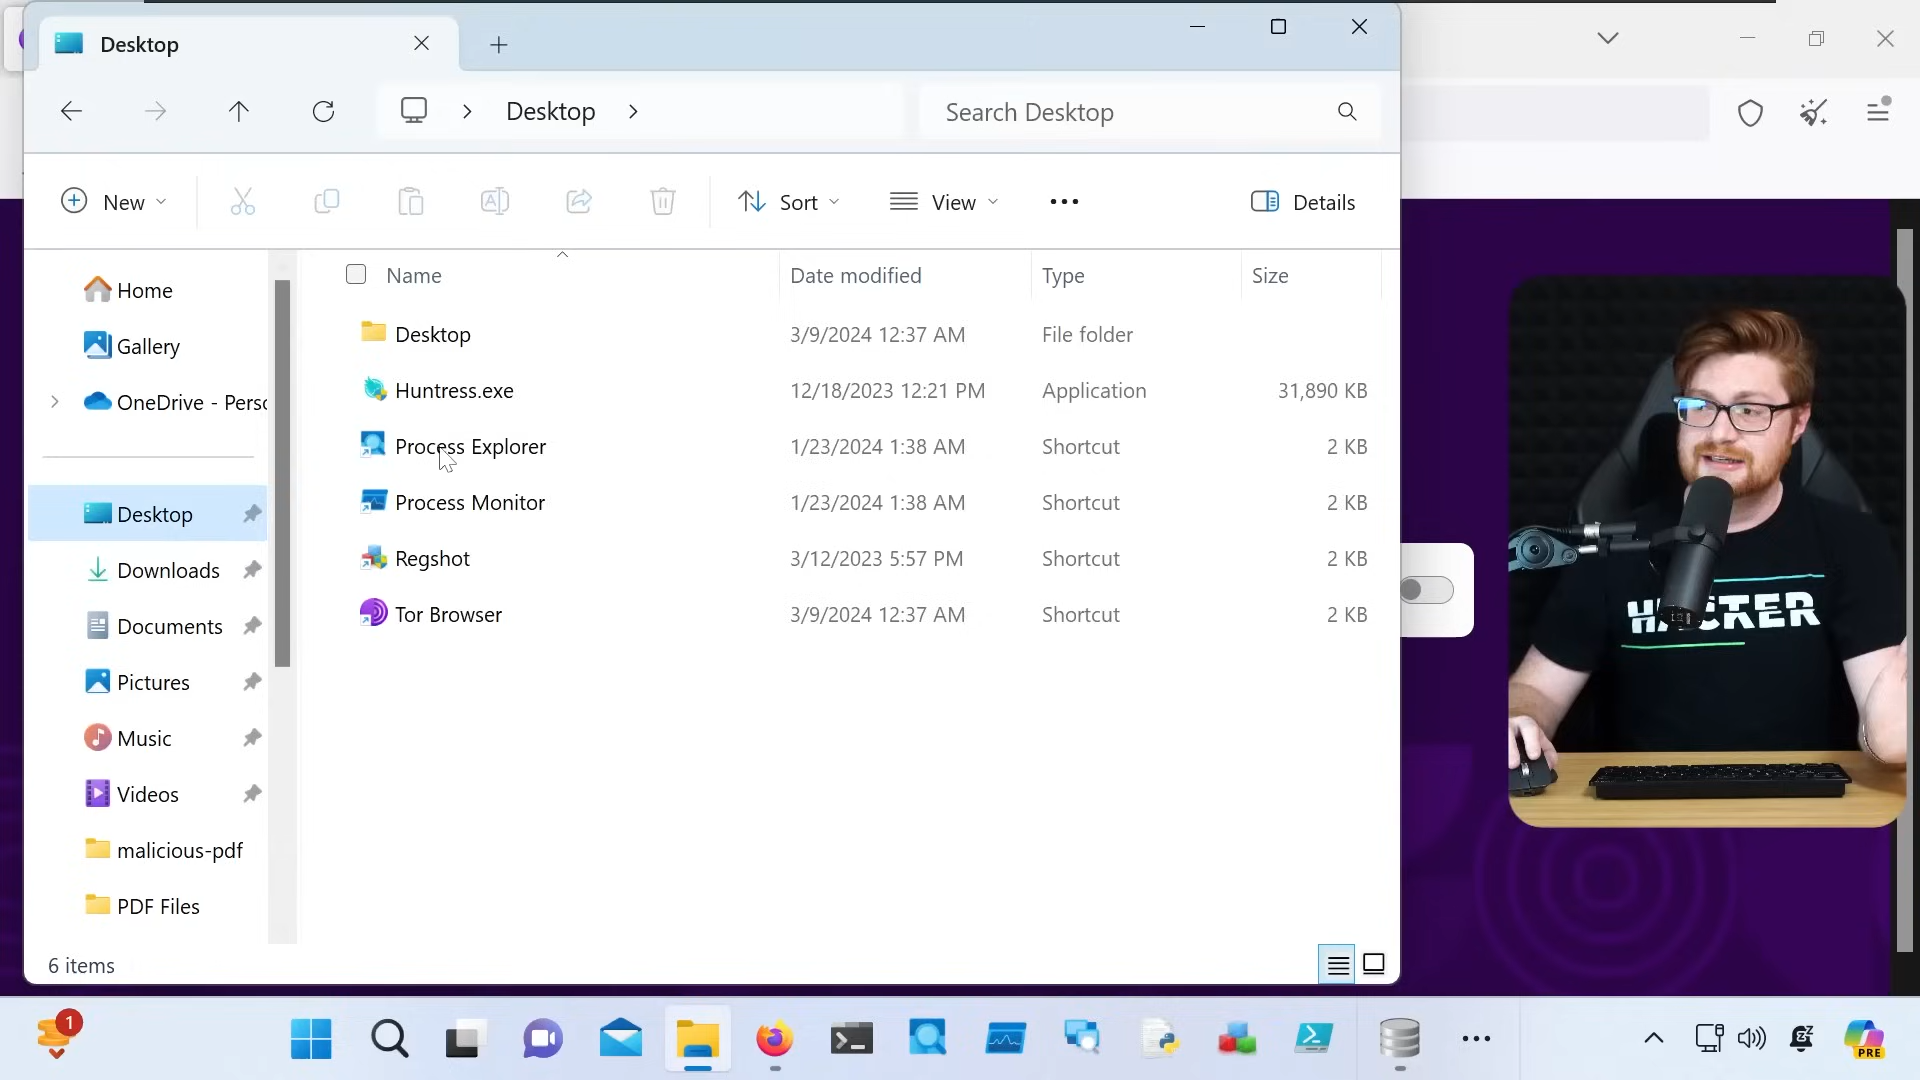 Desktop
Desktop
Search Desktop
New
Sort
View
Details
Name
Date modified
Type
Size
Home
Gallery
OneDrive - Perso
Desktop
Downloads
Documents
Pictures
Music
Videos
malicious-pdf
PDF Files
Desktop 3/9/2024 12:37 AM File folder
Huntress.exe 12/18/2023 12:21 PM Application 31,890 KB
Process Explorer 1/23/2024 1:38 AM Shortcut 2 KB
Process Monitor 1/23/2024 1:38 AM Shortcut 2 KB
Regshot 3/12/2023 5:57 PM Shortcut 2 KB
Tor Browser 3/9/2024 12:37 AM Shortcut 2 KB
HACKER
6 items
1
PRE